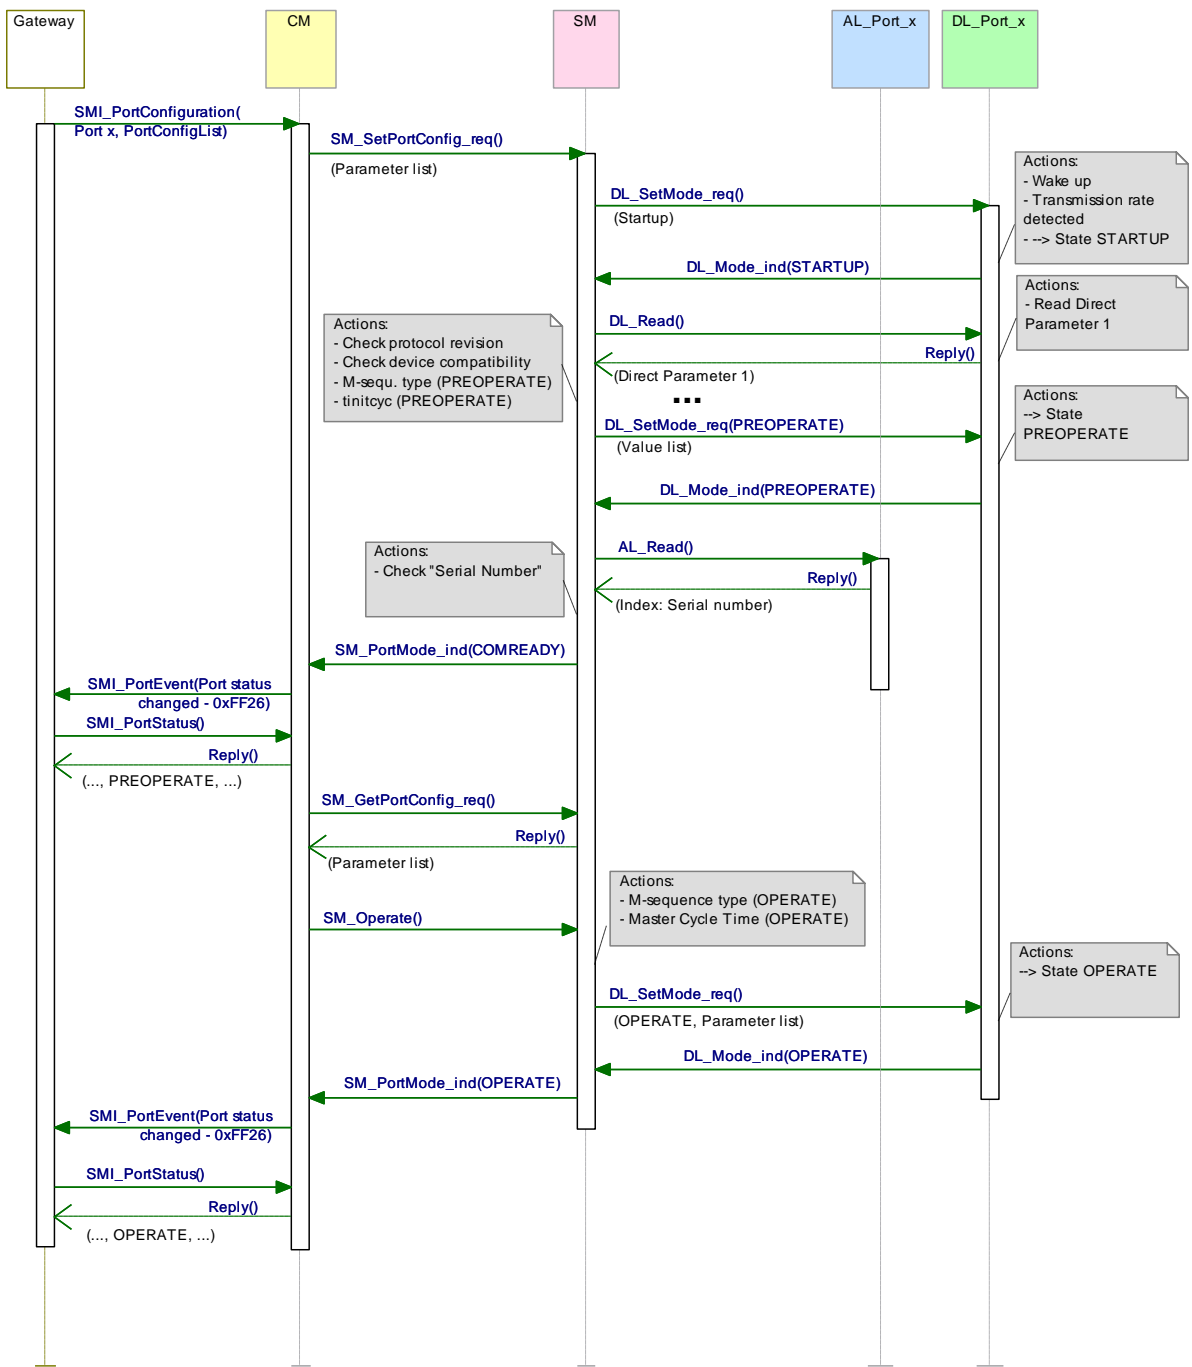 Gateway
CM
SM
AL_Port_x
DL_Port_x
SMI_PortConfiguration(
Port x, PortConfigList)
SM_SetPortConfig_req()
(Parameter list)
Actions:
- Wake up
- Transmission rate
detected
- --> State STARTUP
DL_SetMode_req()
(Startup)
DL_Mode_ind(STARTUP)
Actions:
- Read Direct
Parameter 1
DL_Read()
Reply()
(Direct Parameter 1)
Actions:
- Check protocol revision
- Check device compatibility
- M-sequ. type (PREOPERATE)
- tinitcyc (PREOPERATE)
...
Actions:
--> State
PREOPERATE
DL_SetMode_req(PREOPERATE)
(Value list)
DL_Mode_ind(PREOPERATE)
AL_Read()
Actions:
- Check "Serial Number"
Reply()
(Index: Serial number)
SM_PortMode_ind(COMREADY)
SMI_PortEvent(Port status
changed - 0xFF26)
SMI_PortStatus()
Reply()
(..., PREOPERATE, ...)
SM_GetPortConfig_req()
Reply()
(Parameter list)
Actions:
- M-sequence type (OPERATE)
- Master Cycle Time (OPERATE)
SM_Operate()
Actions:
--> State OPERATE
DL_SetMode_req()
(OPERATE, Parameter list)
DL_Mode_ind(OPERATE)
SM_PortMode_ind(OPERATE)
SMI_PortEvent(Port status
changed - 0xFF26)
SMI_PortStatus()
Reply()
(..., OPERATE, ...)